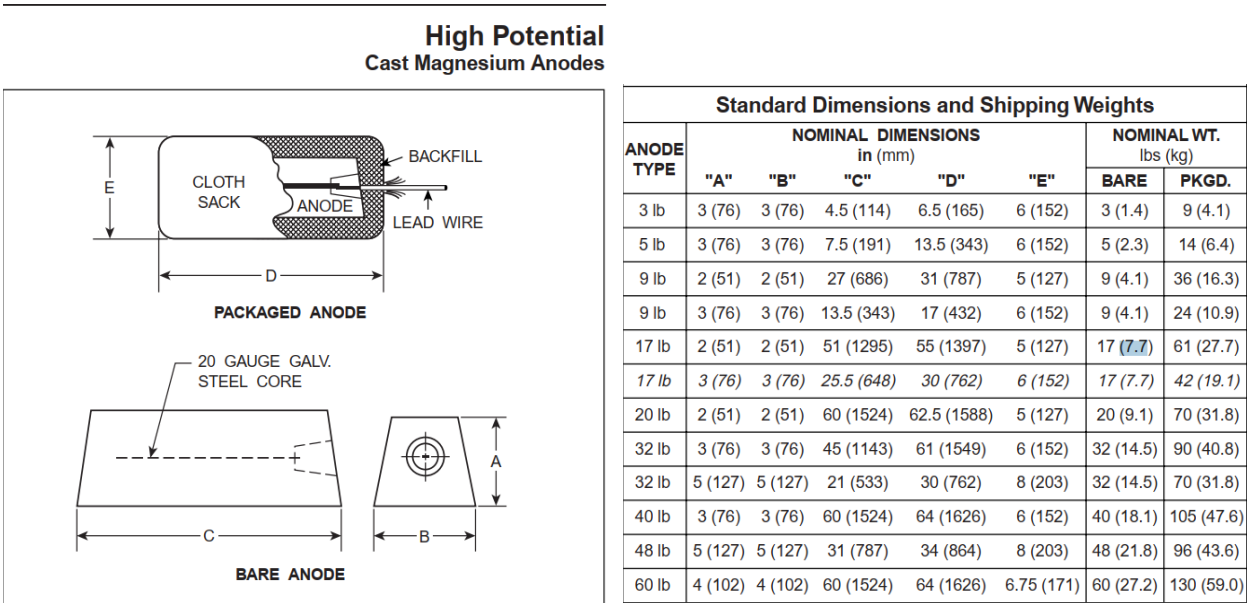 High Potential
Cast Magnesium Anodes
E
CLOTH
SACK
ANODE
BACKFILL
LEAD WIRE
D
PACKAGED ANODE
20 GAUGE GALV.
STEEL CORE
A
C
B
BARE ANODE
Standard Dimensions and Shipping Weights
ANODE TYPE NOMINAL DIMENSIONS in (mm) NOMINAL WT. lbs (kg)
"A" "B" "C" "D" "E" BARE PKGD.
3 lb 3 (76) 3 (76) 4.5 (114) 6.5 (165) 6 (152) 3 (1.4) 9 (4.1)
5 lb 3 (76) 3 (76) 7.5 (191) 13.5 (343) 6 (152) 5 (2.3) 14 (6.4)
9 lb 2 (51) 2 (51) 27 (686) 31 (787) 5 (127) 9 (4.1) 36 (16.3)
9 lb 3 (76) 3 (76) 13.5 (343) 17 (432) 6 (152) 9 (4.1) 24 (10.9)
17 lb 2 (51) 2 (51) 51 (1295) 55 (1397) 5 (127) 17 (7.7) 61 (27.7)
17 lb 3 (76) 3 (76) 25.5 (648) 30 (762) 6 (152) 17 (7.7) 42 (19.1)
20 lb 2 (51) 2 (51) 60 (1524) 62.5 (1588) 5 (127) 20 (9.1) 70 (31.8)
32 lb 3 (76) 3 (76) 45 (1143) 61 (1549) 6 (152) 32 (14.5) 90 (40.8)
32 lb 5 (127) 5 (127) 21 (533) 30 (762) 8 (203) 32 (14.5) 70 (31.8)
40 lb 3 (76) 3 (76) 60 (1524) 64 (1626) 6 (152) 40 (18.1) 105 (47.6)
48 lb 5 (127) 5 (127) 31 (787) 34 (864) 8 (203) 48 (21.8) 96 (43.6)
60 lb 4 (102) 4 (102) 60 (1524) 64 (1626) 6.75 (171) 60 (27.2) 130 (59.0)